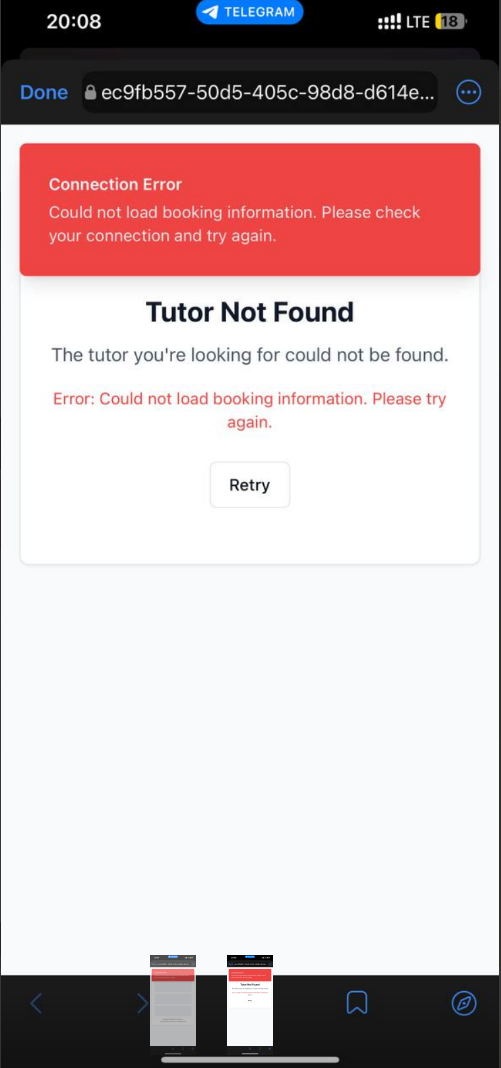 20:08
TELEGRAM
LTE
18
Done
ec9fb557-50d5-405c-98d8-d614e...
Connection Error
Could not load booking information. Please check
your connection and try again.
Tutor Not Found
The tutor you're looking for could not be found.
Error: Could not load booking information. Please try
again.
Retry